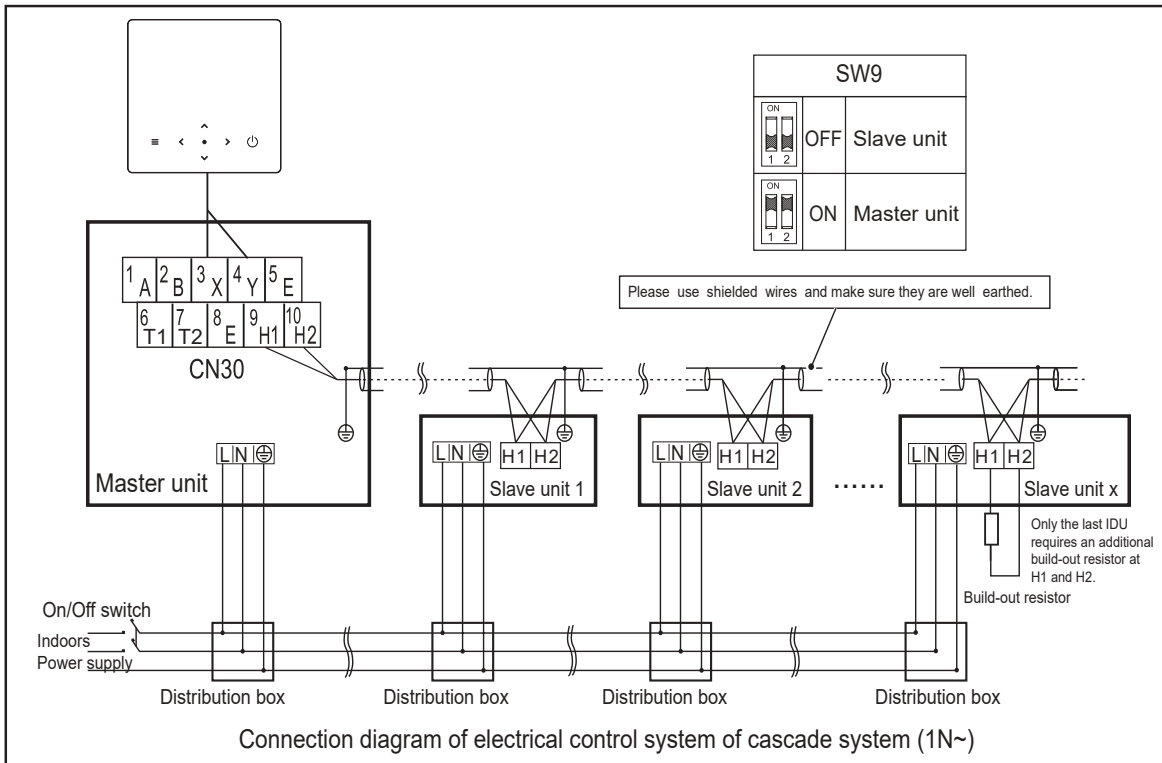 SW9
ON
1 2
OFF
Slave unit
ON
1 2
ON
Master unit
Please use shielded wires and make sure they are well earthed.
1 A 2 B 3 X 4 Y 5 E
6 T1 7 T2 8 E 9 H1 10 H2
CN30
L N
Master unit
L N
H1 H2
Slave unit 1
L N
H1 H2
Slave unit 2
......
L N
H1 H2
Slave unit x
Only the last IDU
requires an additional
build-out resistor at
H1 and H2.
Build-out resistor
On/Off switch
Indoors
Power supply
Distribution box
Distribution box
Distribution box
Distribution box
Connection diagram of electrical control system of cascade system (1N~)